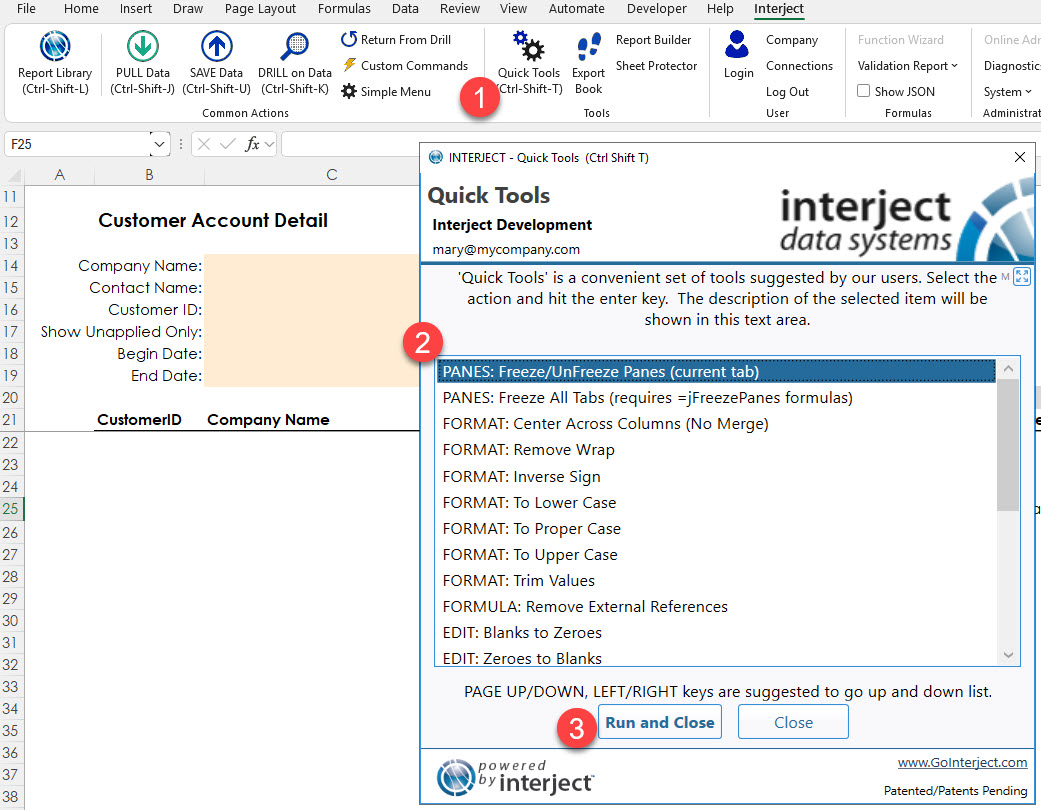 File Home Insert Draw Page Layout Formulas Data Review View Automate Developer Help Interject
Report Library
(Ctrl-Shift-L)
PULL Data
(Ctrl-Shift-J)
SAVE Data
(Ctrl-Shift-U)
DRILL on Data
(Ctrl-Shift-K)
Return From Drill
Custom Commands
Simple Menu
Common Actions
1
Quick Tools
(Ctrl-Shift-T)
Export
Book
Report Builder
Sheet Protector
Tools
Login
Company
Connections
Log Out
User
Function Wizard
Validation Report
Show JSON
Formulas
Online
Diagnostic
System
F25
fx
A B C
11
12 Customer Account Detail
13
14 Company Name:
15 Contact Name:
16 Customer ID:
17 Show Unapplied Only:
18 Begin Date:
19 End Date:
20
21 CustomerID Company Name
22
23
24
25
26
27
28
29
30
31
32
33
34
35
36
37
38
INTERJECT - Quick Tools (Ctrl Shift T)
Quick Tools
Interject Development
mary@mycompany.com
interject
data systems
'Quick Tools' is a convenient set of tools suggested by our users. Select the M
action and hit the enter key. The description of the selected item will be
shown in this text area.
2
PANES: Freeze/UnFreeze Panes (current tab)
PANES: Freeze All Tabs (requires =jFreezePanes formulas)
FORMAT: Center Across Columns (No Merge)
FORMAT: Remove Wrap
FORMAT: Inverse Sign
FORMAT: To Lower Case
FORMAT: To Proper Case
FORMAT: To Upper Case
FORMAT: Trim Values
FORMULA: Remove External References
EDIT: Blanks to Zeroes
EDIT: Zeroes to Blanks
PAGE UP/DOWN, LEFT/RIGHT keys are suggested to go up and down list.
3
Run and Close Close
powered
by interject™
www.GoInterject.com
Patented/Patents Pending